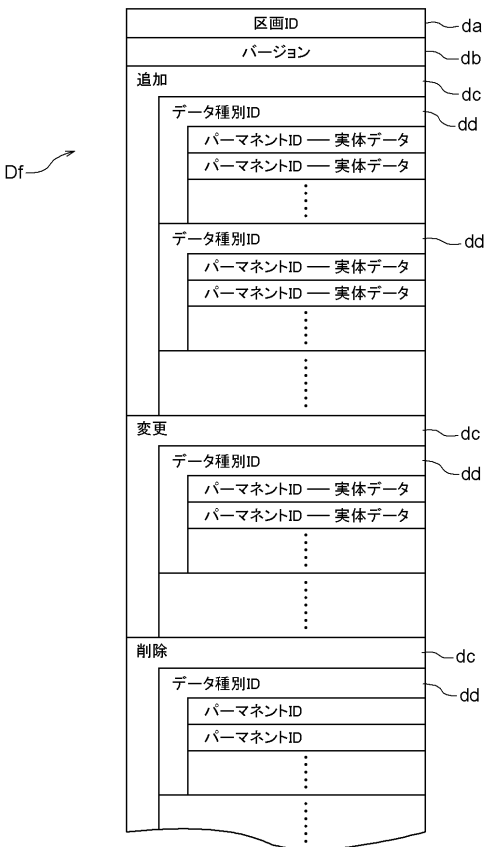 区画ID
da
バージョン
db
追加
dc
データ種別ID
dd
パーマネントID — 実体データ
パーマネントID — 実体データ
データ種別ID
dd
パーマネントID — 実体データ
パーマネントID — 実体データ
Df
変更
dc
データ種別ID
dd
パーマネントID — 実体データ
パーマネントID — 実体データ
削除
dc
データ種別ID
dd
パーマネントID
パーマネントID